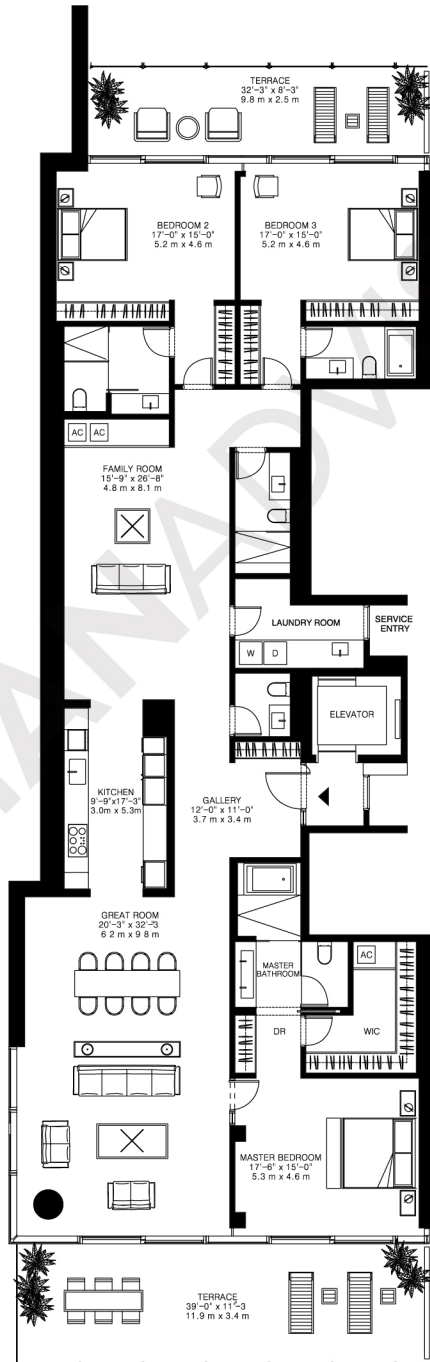 TERRACE
32'-3" x 8'-3"
9.8 m x 2.5 m
BEDROOM 2
17'-0" x 15'-0"
5.2 m x 4.6 m
BEDROOM 3
17'-0" x 15'-0"
5.2 m x 4.6 m
AC AC
FAMILY ROOM
15'-9" x 26'-8"
4.8 m x 8.1 m
LAUNDRY ROOM
SERVICE
ENTRY
W D
ELEVATOR
KITCHEN
9'-9"x17'-3"
3.0m x 5.3m
GALLERY
12'-0" x 11'-0"
3.7 m x 3.4 m
GREAT ROOM
20'-3" x 32'-3
6 2 m x 9 8 m
MASTER
BATHROOM
AC
DR
WIC
MASTER BEDROOM
17'-6" x 15'-0"
5.3 m x 4.6 m
TERRACE
39'-0" x 11'-3
11.9 m x 3.4 m